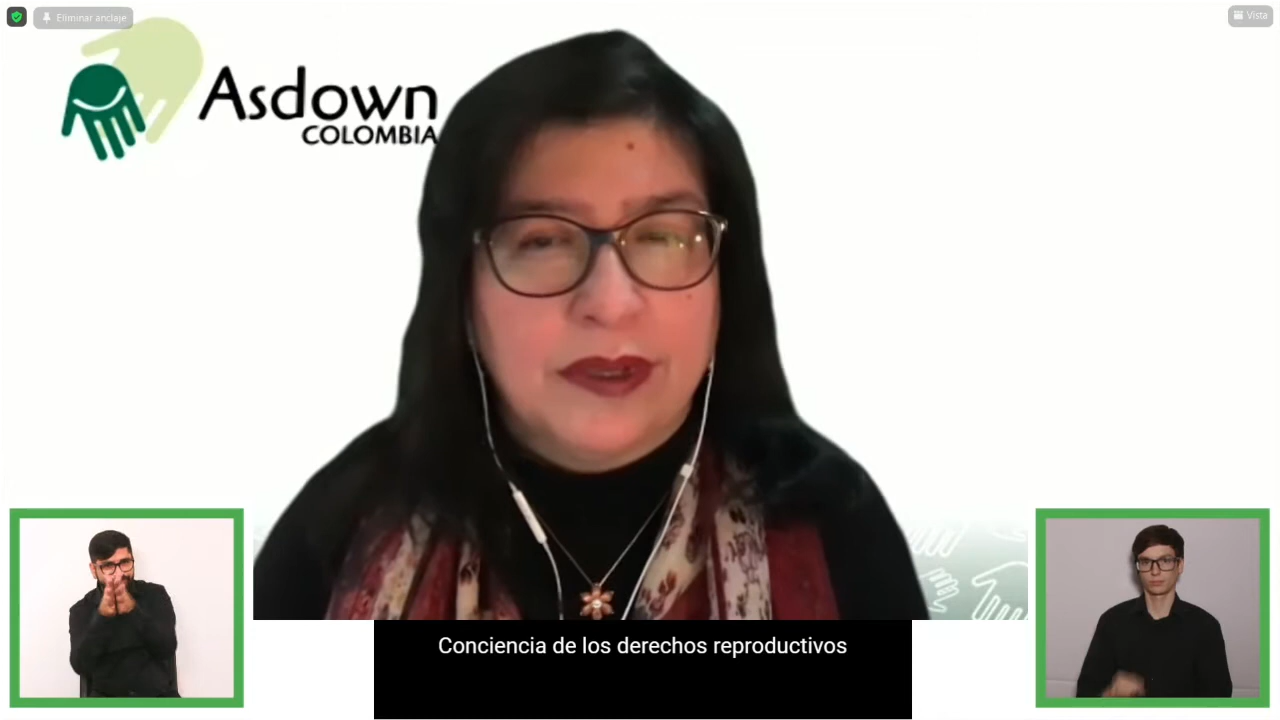 Eliminar anclaje
Vista
Asdown
COLOMBIA
Conciencia de los derechos reproductivos